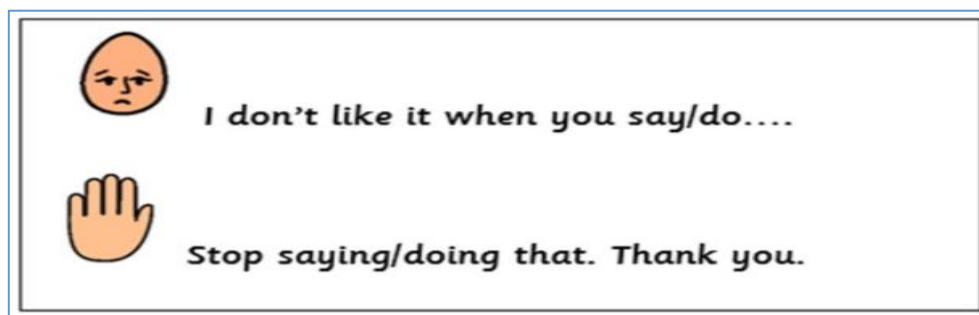 I don't like it when you say/do....
Stop saying/doing that. Thank you.